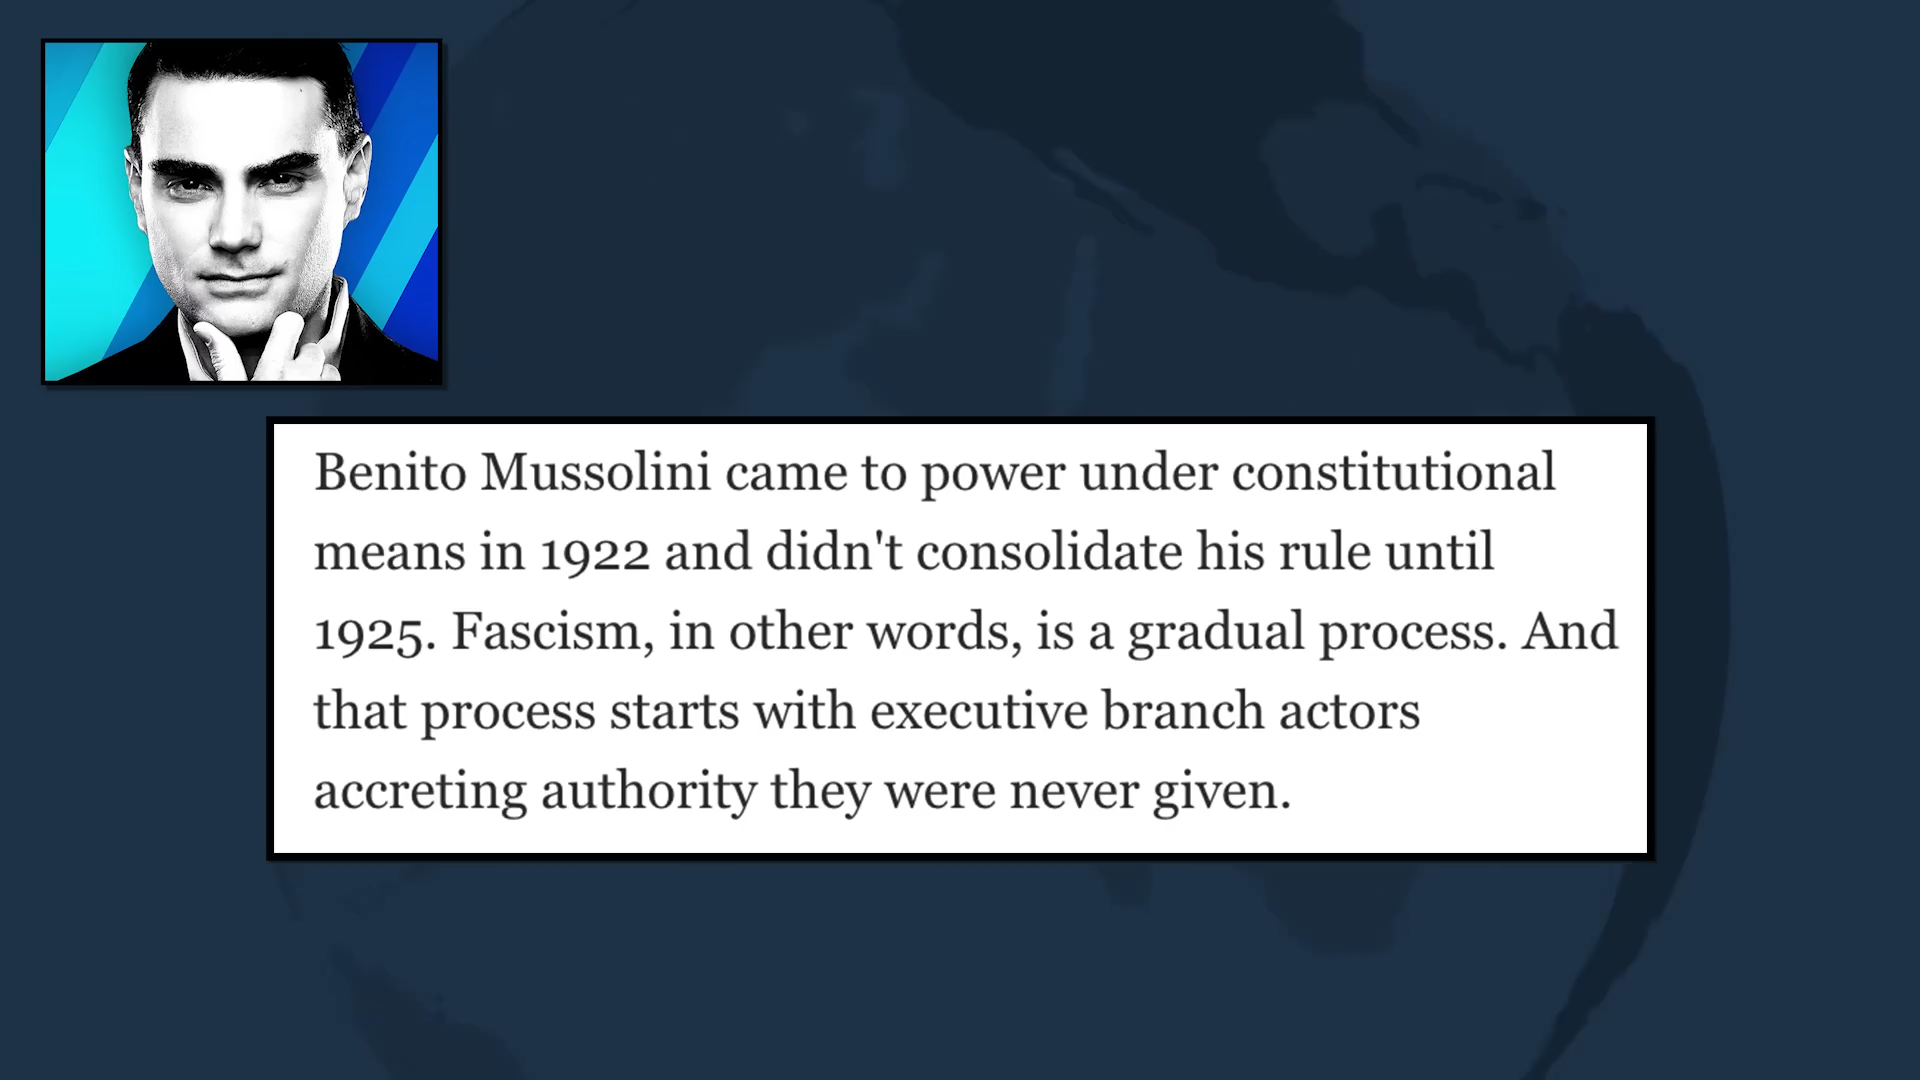 Benito Mussolini came to power under constitutional
means in 1922 and didn't consolidate his rule until
1925. Fascism, in other words, is a gradual process. And
that process starts with executive branch actors
accreting authority they were never given.